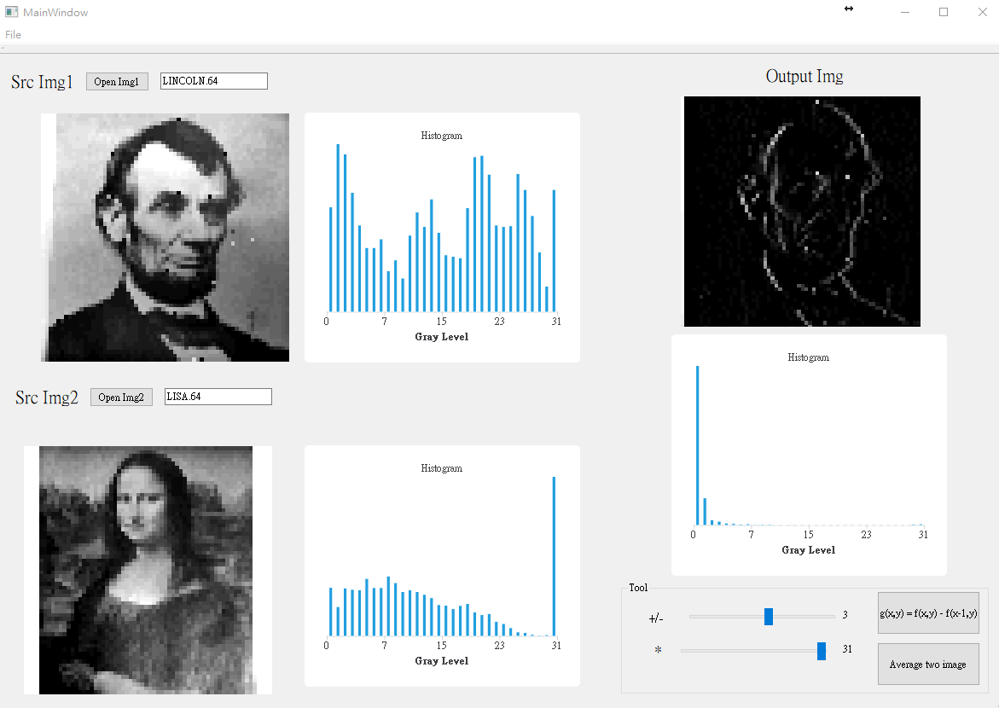 MainWindow
File
Src Img1
Open Img1
LINCOLN.64
Output Img
Histogram
0 7 15 23 31
Gray Level
Histogram
0 7 15 23 31
Gray Level
Src Img2
Open Img2
LISA.64
Histogram
0 7 15 23 31
Gray Level
Tool
+/-
3
g(x,y) = f(x,y) - f(x-1,y)
*
31
Average two image